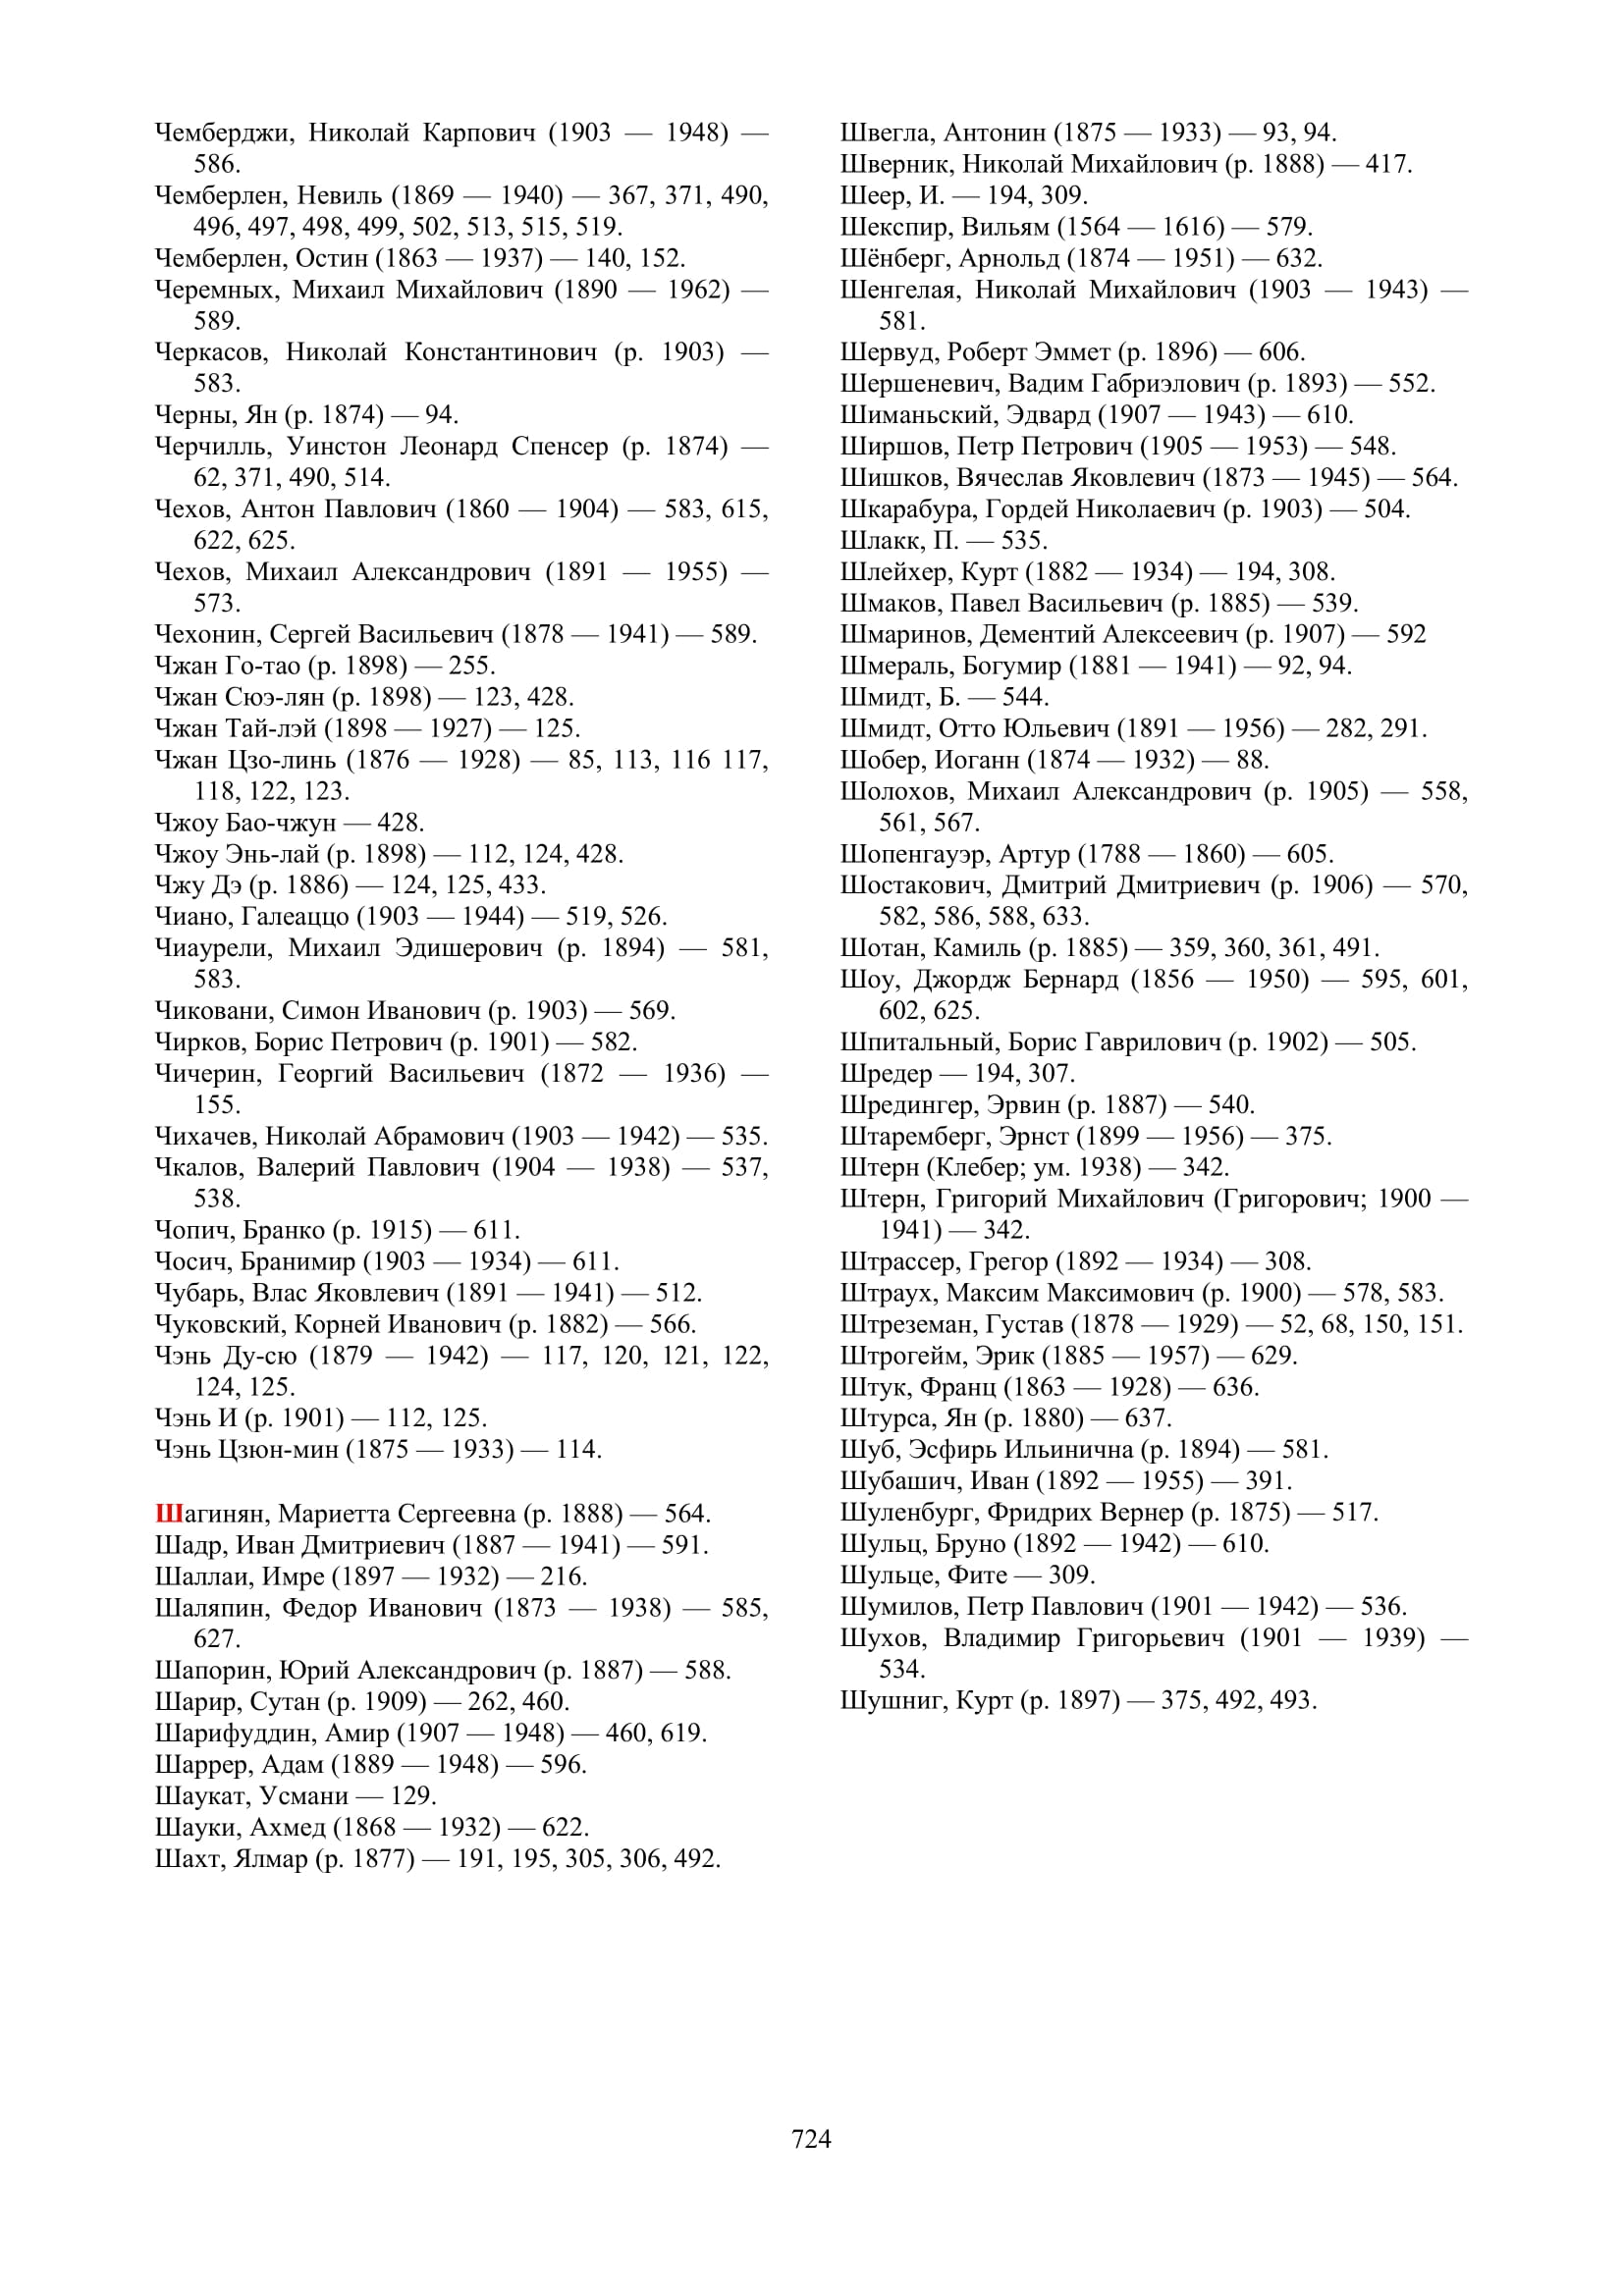 Чемберджи, Николай Карпович (1903 — 1948) —
586.
Чемберлен, Невиль (1869 — 1940) — 367, 371, 490,
496, 497, 498, 499, 502, 513, 515, 519.
Чемберлен, Остин (1863 — 1937) — 140, 152.
Черемных, Михаил Михайлович (1890 — 1962) —
589.
Черкасов, Николай Константинович (р. 1903) —
583.
Черны, Ян (р. 1874) — 94.
Черчилль, Уинстон Леонард Спенсер (р. 1874) —
62, 371, 490, 514.
Чехов, Антон Павлович (1860 — 1904) — 583, 615,
622, 625.
Чехов, Михаил Александрович (1891 — 1955) —
573.
Чехонин, Сергей Васильевич (1878 — 1941) — 589.
Чжан Го-тао (р. 1898) — 255.
Чжан Сюэ-лян (р. 1898) — 123, 428.
Чжан Тай-лэй (1898 — 1927) — 125.
Чжан Цзо-линь (1876 — 1928) — 85, 113, 116 117,
118, 122, 123.
Чжоу Бао-чжун — 428.
Чжоу Энь-лай (р. 1898) — 112, 124, 428.
Чжу Дэ (р. 1886) — 124, 125, 433.
Чиано, Галеаццо (1903 — 1944) — 519, 526.
Чиаурели, Михаил Эдишерович (р. 1894) — 581,
583.
Чиковани, Симон Иванович (р. 1903) — 569.
Чирков, Борис Петрович (р. 1901) — 582.
Чичерин, Георгий Васильевич (1872 — 1936) —
155.
Чихачев, Николай Абрамович (1903 — 1942) — 535.
Чкалов, Валерий Павлович (1904 — 1938) — 537,
538.
Чопич, Бранко (р. 1915) — 611.
Чосич, Бранимир (1903 — 1934) — 611.
Чубарь, Влас Яковлевич (1891 — 1941) — 512.
Чуковский, Корней Иванович (р. 1882) — 566.
Чэнь Ду-сю (1879 — 1942) — 117, 120, 121, 122,
124, 125.
Чэнь И (р. 1901) — 112, 125.
Чэнь Цзюн-мин (1875 — 1933) — 114.
Шагинян, Мариетта Сергеевна (р. 1888) — 564.
Шадр, Иван Дмитриевич (1887 — 1941) — 591.
Шаллаи, Имре (1897 — 1932) — 216.
Шаляпин, Федор Иванович (1873 — 1938) — 585,
627.
Шапорин, Юрий Александрович (р. 1887) — 588.
Шарир, Сутан (р. 1909) — 262, 460.
Шарифуддин, Амир (1907 — 1948) — 460, 619.
Шаррер, Адам (1889 — 1948) — 596.
Шаукат, Усмани — 129.
Шауки, Ахмед (1868 — 1932) — 622.
Шахт, Ялмар (р. 1877) — 191, 195, 305, 306, 492.
Швегла, Антонин (1875 — 1933) — 93, 94.
Шверник, Николай Михайлович (р. 1888) — 417.
Шеер, И. — 194, 309.
Шекспир, Вильям (1564 — 1616) — 579.
Шёнберг, Арнольд (1874 — 1951) — 632.
Шенгелая, Николай Михайлович (1903 — 1943) —
581.
Шервуд, Роберт Эммет (р. 1896) — 606.
Шершеневич, Вадим Габриэлович (р. 1893) — 552.
Шиманьский, Эдвард (1907 — 1943) — 610.
Ширшов, Петр Петрович (1905 — 1953) — 548.
Шишков, Вячеслав Яковлевич (1873 — 1945) — 564.
Шкарабура, Гордей Николаевич (р. 1903) — 504.
Шлакк, П. — 535.
Шлейхер, Курт (1882 — 1934) — 194, 308.
Шмаков, Павел Васильевич (р. 1885) — 539.
Шмаринов, Дементий Алексеевич (р. 1907) — 592
Шмераль, Богумир (1881 — 1941) — 92, 94.
Шмидт, Б. — 544.
Шмидт, Отто Юльевич (1891 — 1956) — 282, 291.
Шобер, Иоганн (1874 — 1932) — 88.
Шолохов, Михаил Александрович (р. 1905) — 558,
561, 567.
Шопенгауэр, Артур (1788 — 1860) — 605.
Шостакович, Дмитрий Дмитриевич (р. 1906) — 570,
582, 586, 588, 633.
Шотан, Камиль (р. 1885) — 359, 360, 361, 491.
Шоу, Джордж Бернард (1856 — 1950) — 595, 601,
602, 625.
Шпитальный, Борис Гаврилович (р. 1902) — 505.
Шредер — 194, 307.
Шредингер, Эрвин (р. 1887) — 540.
Штаремберг, Эрнст (1899 — 1956) — 375.
Штерн (Клебер; ум. 1938) — 342.
Штерн, Григорий Михайлович (Григорович; 1900 —
1941) — 342.
Штрассер, Грегор (1892 — 1934) — 308.
Штраух, Максим Максимович (р. 1900) — 578, 583.
Штреземан, Густав (1878 — 1929) — 52, 68, 150, 151.
Штрогейм, Эрик (1885 — 1957) — 629.
Штук, Франц (1863 — 1928) — 636.
Штурса, Ян (р. 1880) — 637.
Шуб, Эсфирь Ильинична (р. 1894) — 581.
Шубашич, Иван (1892 — 1955) — 391.
Шуленбург, Фридрих Вернер (р. 1875) — 517.
Шульц, Бруно (1892 — 1942) — 610.
Шульце, Фите — 309.
Шумилов, Петр Павлович (1901 — 1942) — 536.
Шухов, Владимир Григорьевич (1901 — 1939) —
534.
Шушниг, Курт (р. 1897) — 375, 492, 493.
724